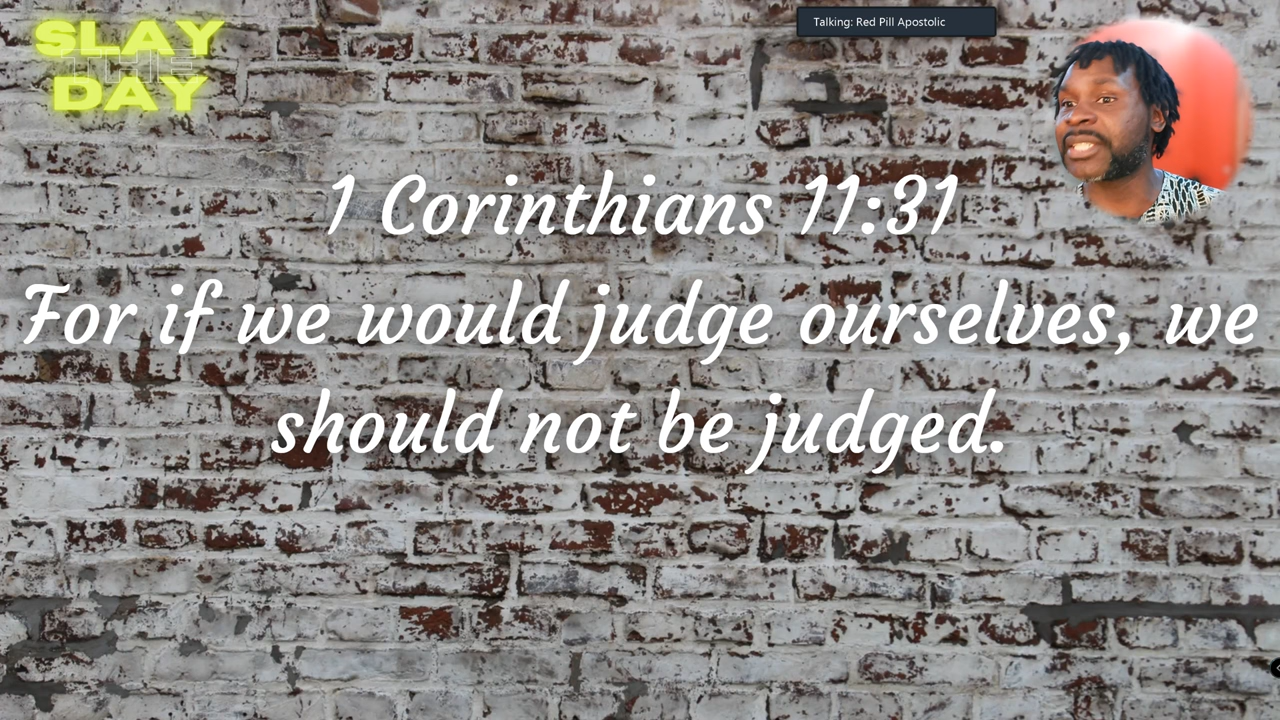 SLAY
THE
DAY
Talking: Red Pill Apostolic
1 Corinthians 11:31
For if we would judge ourselves, we
should not be judged.